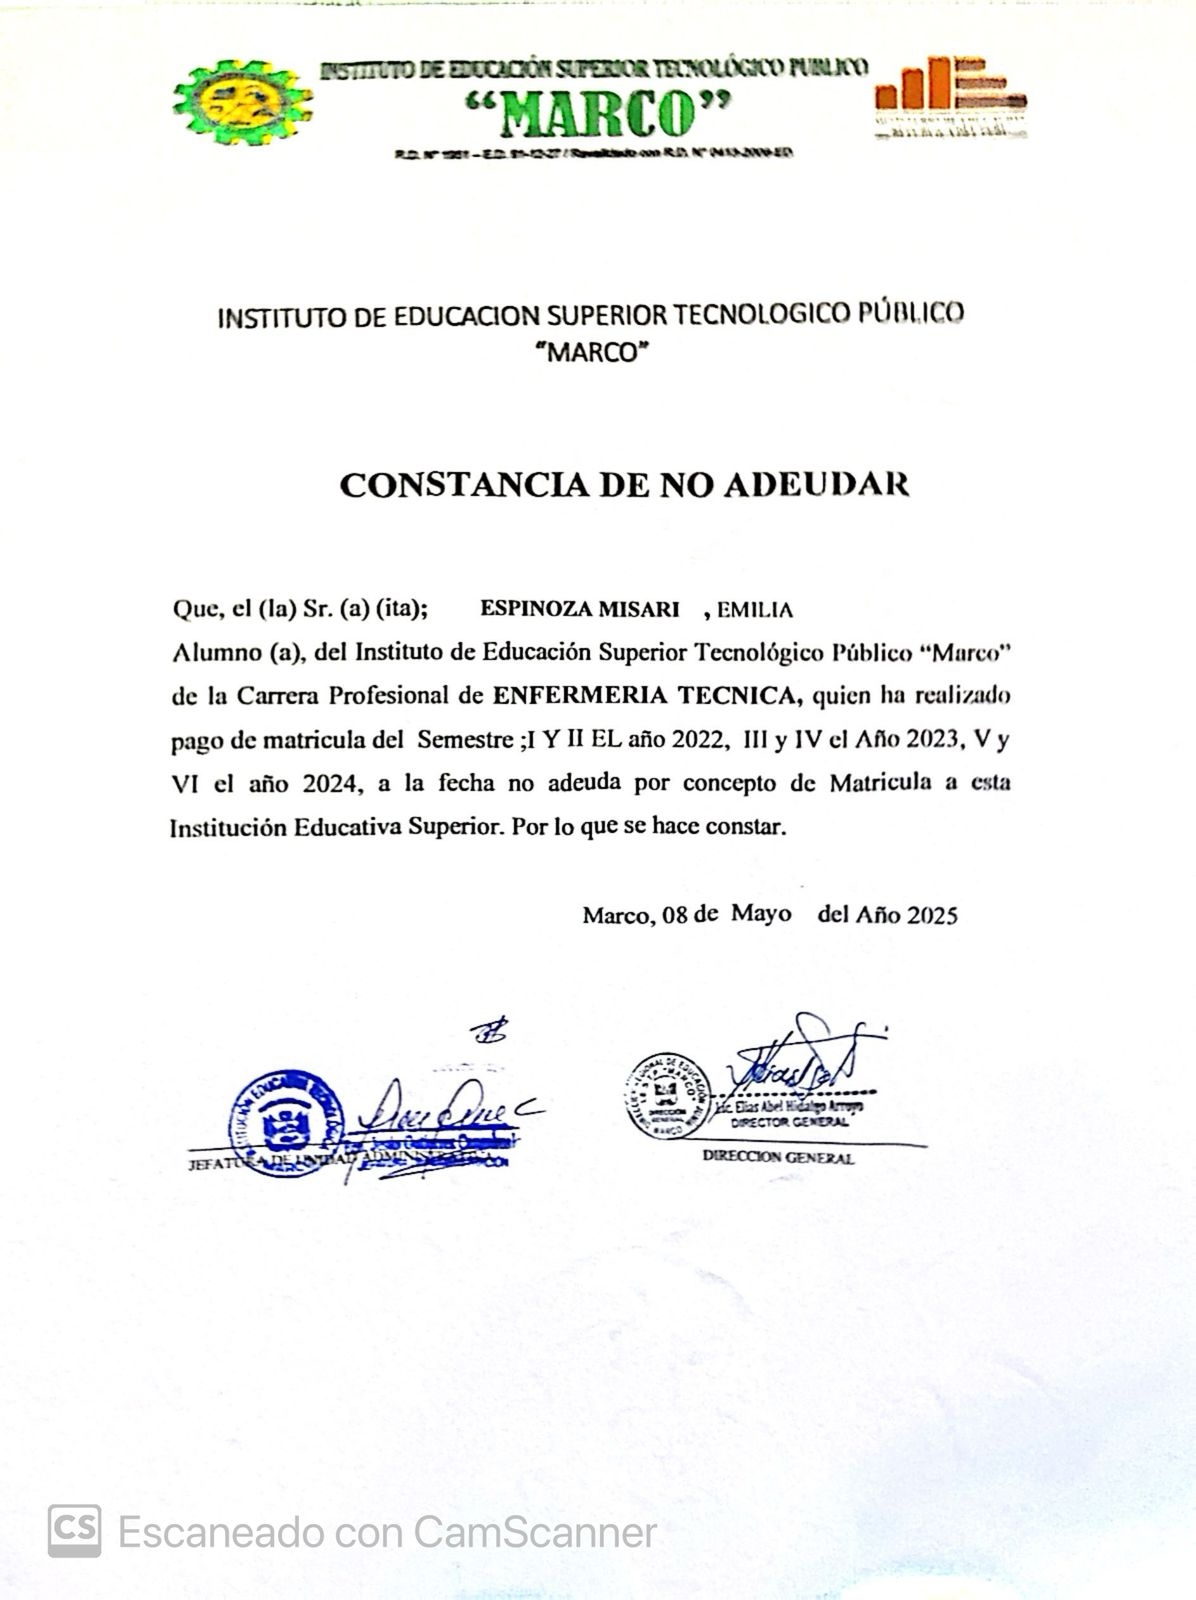 INSTITUTO DE EDUCACIÓN SUPERIOR TECNOLÓGICO PUBLICO
“MARCO”
INSTITUTO DE EDUCACION SUPERIOR TECNOLOGICO PÚBLICO
“MARCO”
CONSTANCIA DE NO ADEUDAR
Que, el (la) Sr. (a) (ita); ESPINOZA MISARI , EMILIA
Alumno (a), del Instituto de Educación Superior Tecnológico Público “Marco”
de la Carrera Profesional de ENFERMERIA TECNICA, quien ha realizado
pago de matricula del Semestre ;I Y II EL año 2022, III y IV el Año 2023, V y
VI el año 2024, a la fecha no adeuda por concepto de Matricula a esta
Institución Educativa Superior. Por lo que se hace constar.
Marco, 08 de Mayo del Año 2025
JEFATURA DE UNIDAD ADMINISTRATIVA
Lic. Elias Abel Hidalgo Arroyo
DIRECTOR GENERAL
DIRECCION GENERAL
CS Escaneado con CamScanner